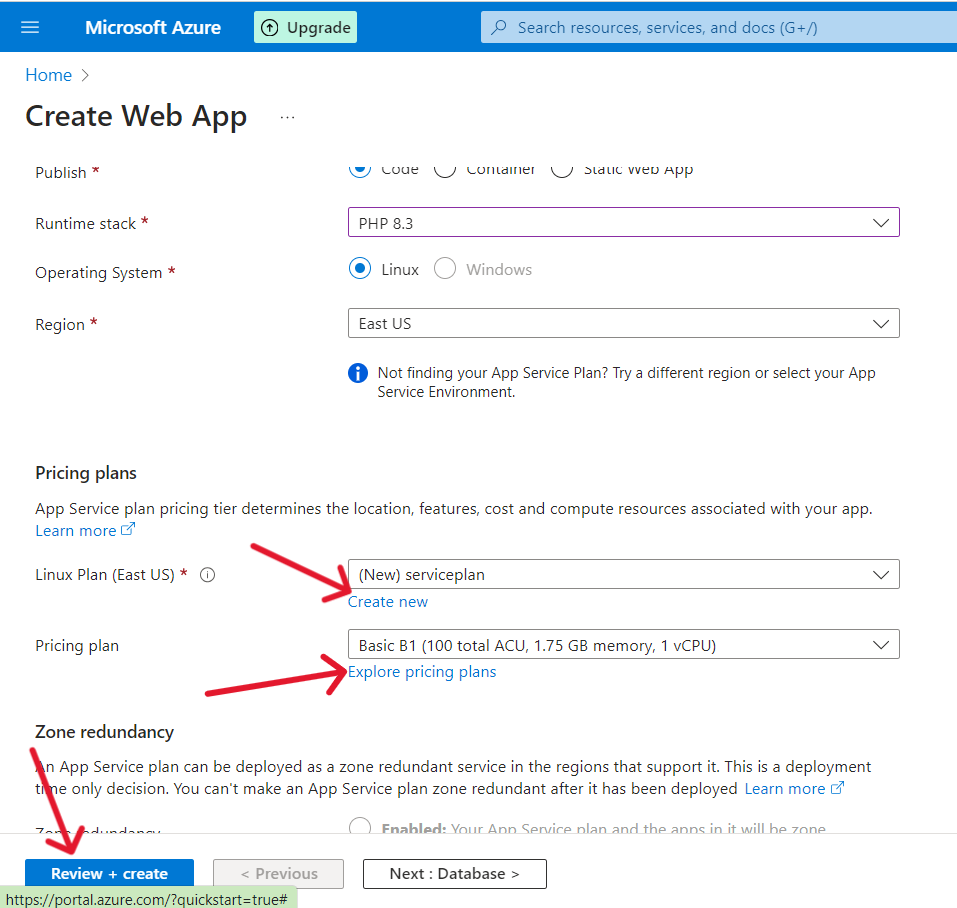 Microsoft Azure
Upgrade
Search resources, services, and docs (G+/)
Home
Create Web App
...
Publish *
Code
Container
Static Web App
Runtime stack *
PHP 8.3
Operating System *
Linux
Windows
Region *
East US
Not finding your App Service Plan? Try a different region or select your App
Service Environment.
Pricing plans
App Service plan pricing tier determines the location, features, cost and compute resources associated with your app.
Learn more
Linux Plan (East US) *
(New) serviceplan
Create new
Pricing plan
Basic B1 (100 total ACU, 1.75 GB memory, 1 vCPU)
Explore pricing plans
Zone redundancy
An App Service plan can be deployed as a zone redundant service in the regions that support it. This is a deployment
time only decision. You can't make an App Service plan zone redundant after it has been deployed Learn more
Zone redundancy
Enabled: Your App Service plan and the apps in it will be zone
Review + create
< Previous
Next : Database >
https://portal.azure.com/?quickstart=true#